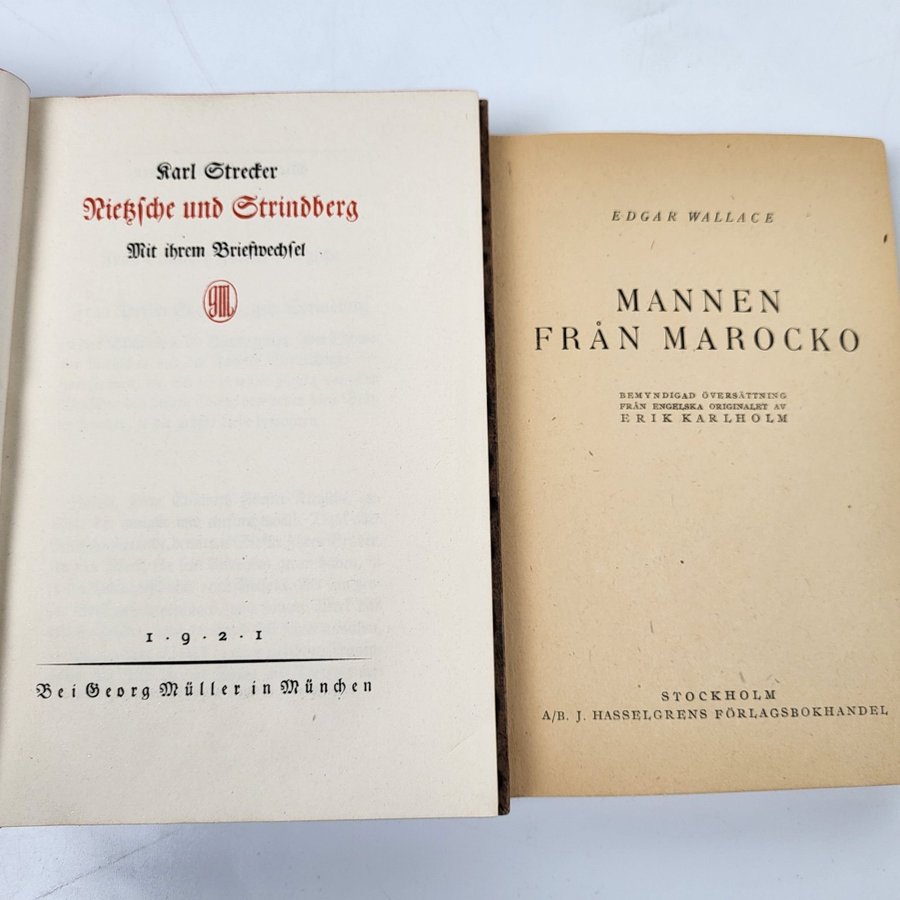 Karl Strecker
Nietzsche und Strindberg
Mit ihrem Briefwechsel
GM
1 · 9 · 2 · 1
Bei Georg Müller in München
EDGAR WALLACE
MANNEN
FRÅN MAROCKO
BEMYNDIGAD ÖVERSÄTTNING
FRÅN ENGELSKA ORIGINALET AV
ERIK KARLHOLM
STOCKHOLM
A/B. J. HASSELGRENS FÖRLAGSBOKHANDEL